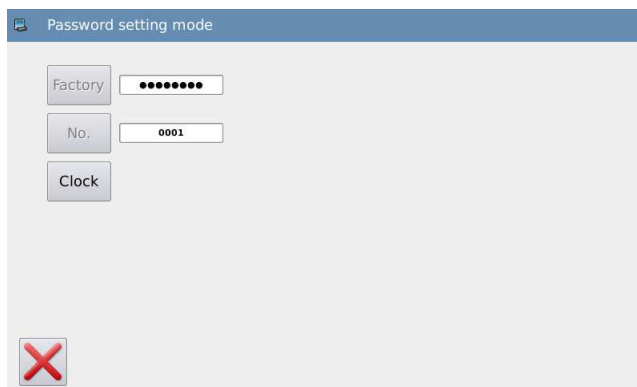 Password setting mode
Factory ●●●●●●●●
No. 0001
Clock